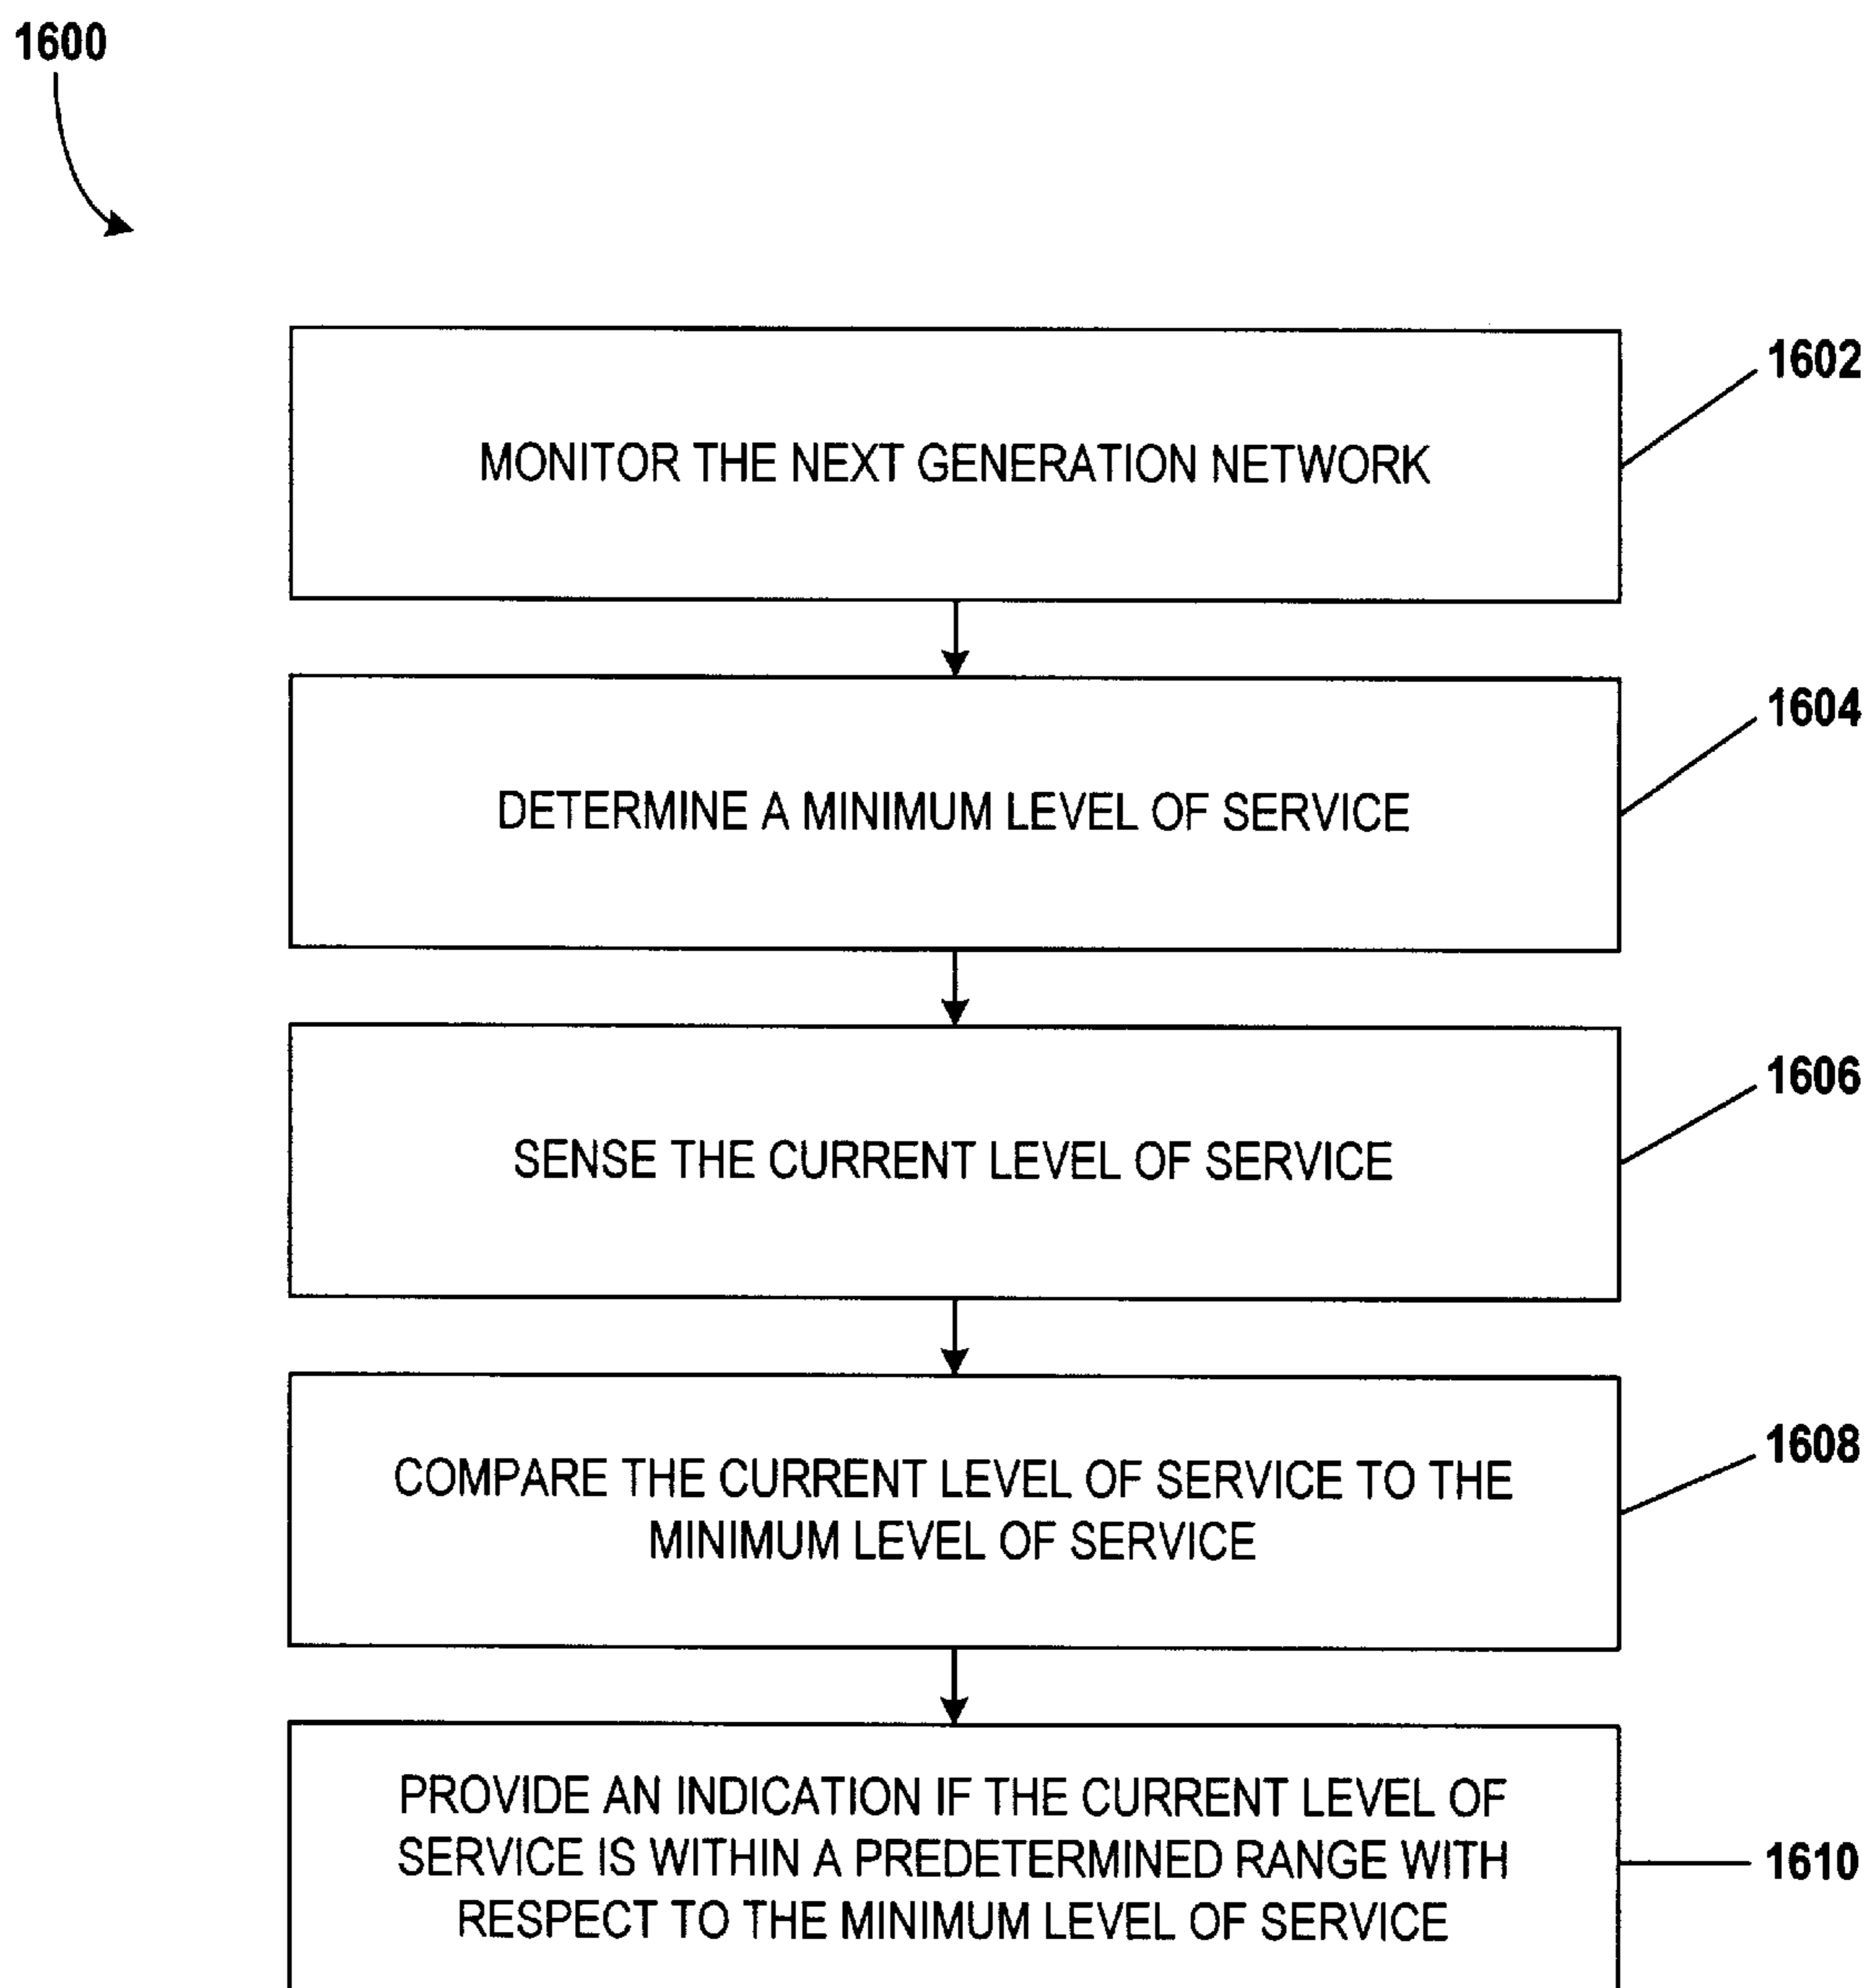 1600
MONITOR THE NEXT GENERATION NETWORK
1602
DETERMINE A MINIMUM LEVEL OF SERVICE
1604
SENSE THE CURRENT LEVEL OF SERVICE
1606
COMPARE THE CURRENT LEVEL OF SERVICE TO THE
MINIMUM LEVEL OF SERVICE
1608
PROVIDE AN INDICATION IF THE CURRENT LEVEL OF
SERVICE IS WITHIN A PREDETERMINED RANGE WITH
RESPECT TO THE MINIMUM LEVEL OF SERVICE
1610